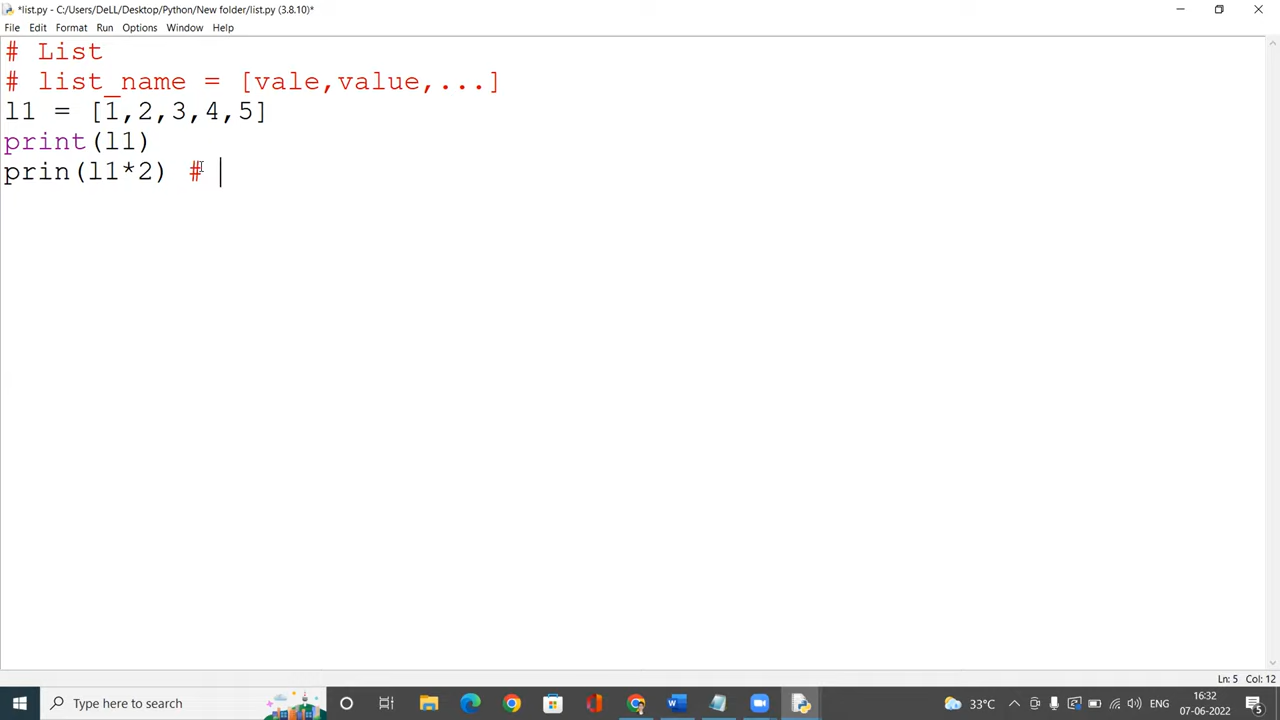 *list.py - C:/Users/DeLL/Desktop/Python/New folder/list.py (3.8.10)*
File Edit Format Run Options Window Help
# List
# list_name = [vale,value,...]
l1 = [1,2,3,4,5]
print(l1)
prin(l1*2) #
Ln: 5 Col: 12
Type here to search
33°C
ENG
16:32
07-06-2022
5